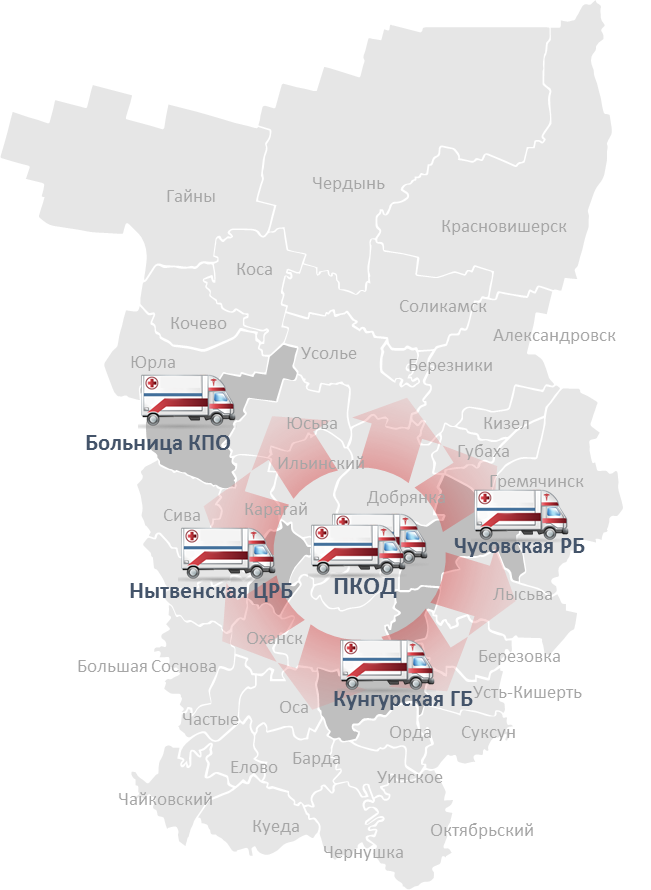 Чердынь
Гайны
Красновишерск
Коса
Соликамск
Кочево
Александровск
Усолье
Юрла
Березники
Юсьва
Кизел
Больница КПО
Губаха
Ильинский
Гремячинск
Добрянка
Карагай
Сива
Чусовская РБ
ПКОД
Нытвенская ЦРБ
Лысьва
Оханск
Березовка
Большая Соснова
Усть-Кишерть
Кунгурская ГБ
Оса
Частые
Орда
Суксун
Барда
Елово
Уинское
Чайковский
Куеда
Октябрьский
Чернушка